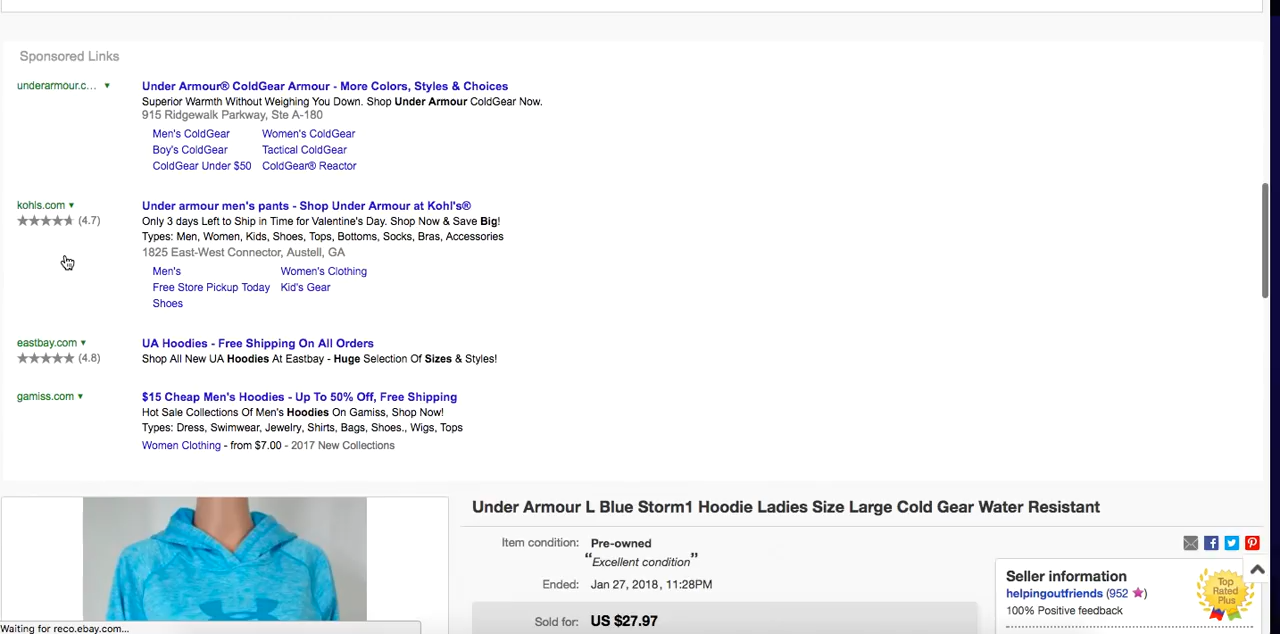 Sponsored Links
underarmour.c... ▼
Under Armour® ColdGear Armour - More Colors, Styles & Choices
Superior Warmth Without Weighing You Down. Shop Under Armour ColdGear Now.
915 Ridgewalk Parkway, Ste A-180
Men's ColdGear Women's ColdGear
Boy's ColdGear Tactical ColdGear
ColdGear Under $50 ColdGear® Reactor
kohls.com ▼
★★★★★ (4.7)
Under armour men's pants - Shop Under Armour at Kohl's®
Only 3 days Left to Ship in Time for Valentine's Day. Shop Now & Save Big!
Types: Men, Women, Kids, Shoes, Tops, Bottoms, Socks, Bras, Accessories
1825 East-West Connector, Austell, GA
Men's Women's Clothing
Free Store Pickup Today Kid's Gear
Shoes
eastbay.com ▼
★★★★★ (4.8)
UA Hoodies - Free Shipping On All Orders
Shop All New UA Hoodies At Eastbay - Huge Selection Of Sizes & Styles!
gamiss.com ▼
$15 Cheap Men's Hoodies - Up To 50% Off, Free Shipping
Hot Sale Collections Of Men's Hoodies On Gamiss, Shop Now!
Types: Dress, Swimwear, Jewelry, Shirts, Bags, Shoes., Wigs, Tops
Women Clothing - from $7.00 - 2017 New Collections
Under Armour L Blue Storm1 Hoodie Ladies Size Large Cold Gear Water Resistant
Item condition: Pre-owned
"Excellent condition"
Ended: Jan 27, 2018, 11:28PM
Sold for: US $27.97
Seller information
helpingoutfriends (952 ★)
100% Positive feedback
Top
Rated
Plus
Waiting for reco.ebay.com...